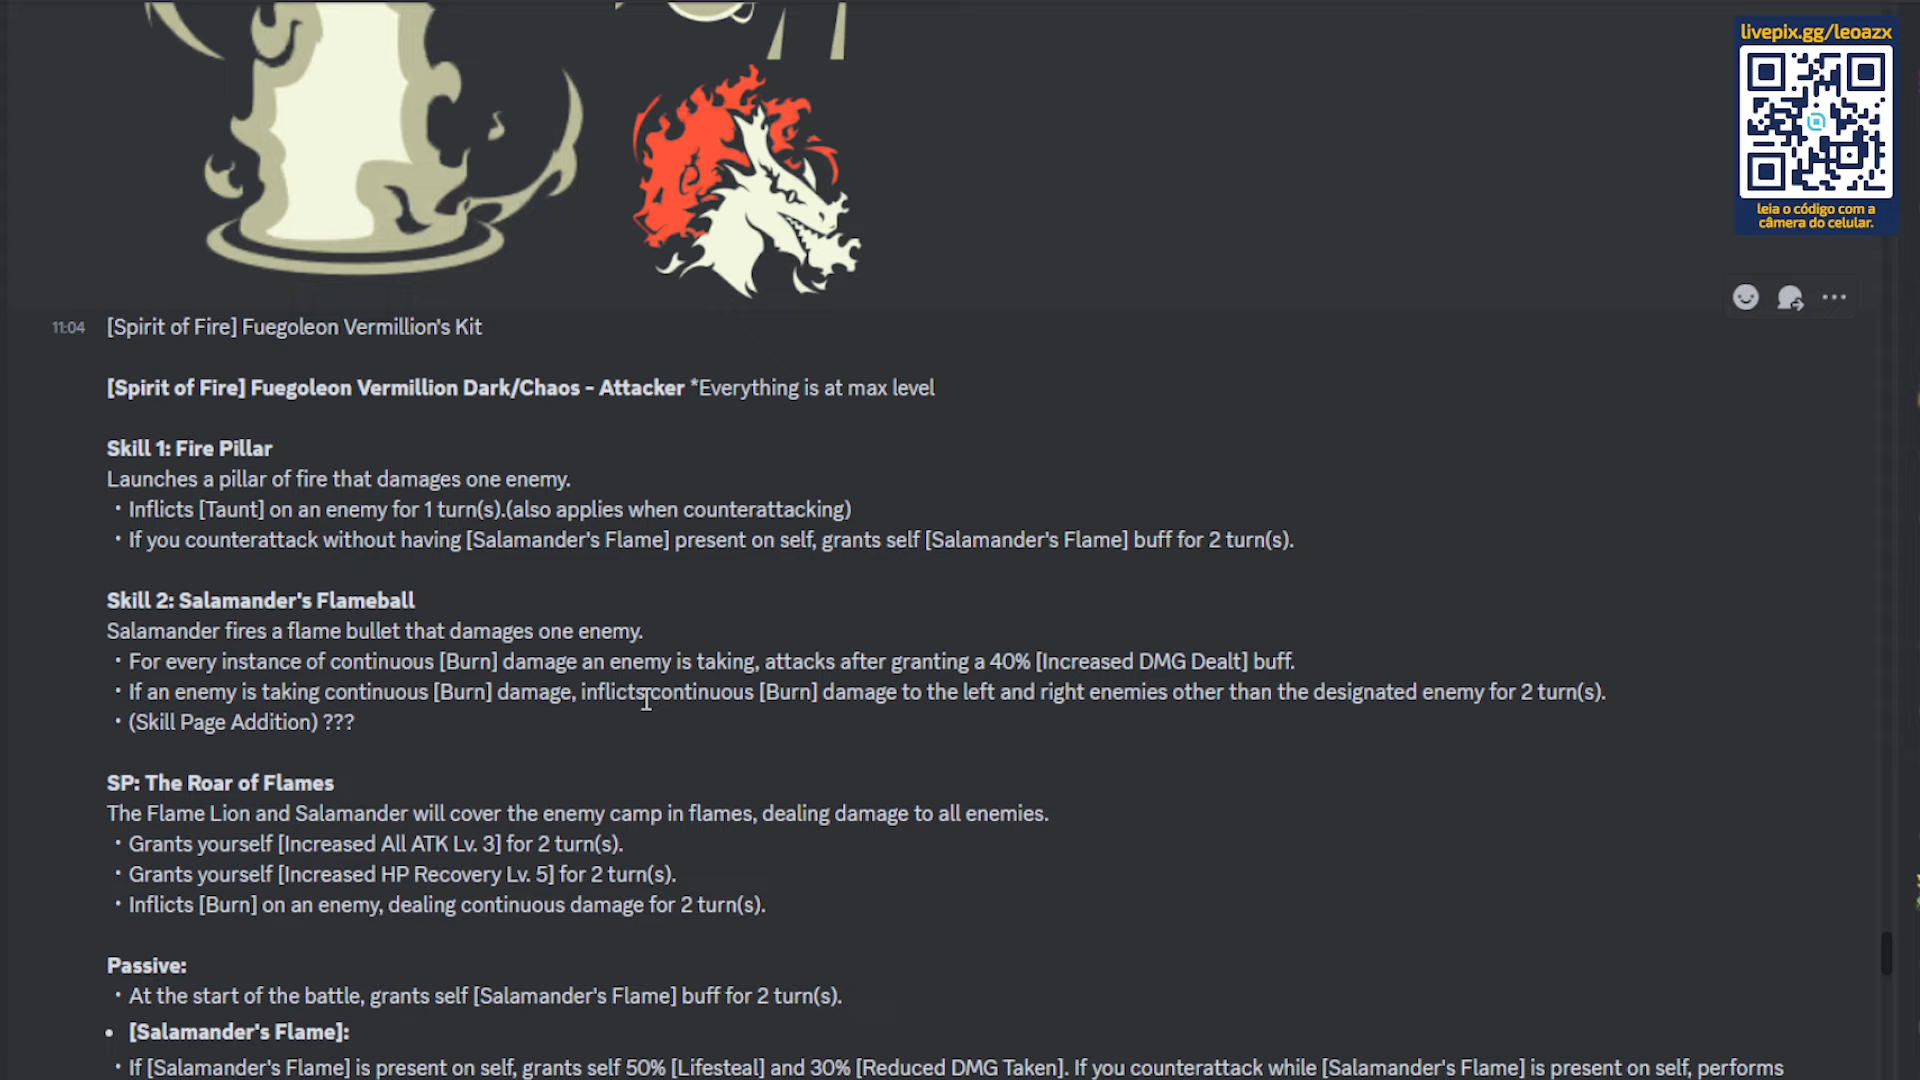 livepix.gg/leoazx
leia o código com a
câmera do celular.
11:04 [Spirit of Fire] Fuegoleon Vermillion's Kit
[Spirit of Fire] Fuegoleon Vermillion Dark/Chaos - Attacker *Everything is at max level
Skill 1: Fire Pillar
Launches a pillar of fire that damages one enemy.
・Inflicts [Taunt] on an enemy for 1 turn(s).(also applies when counterattacking)
・If you counterattack without having [Salamander's Flame] present on self, grants self [Salamander's Flame] buff for 2 turn(s).
Skill 2: Salamander's Flameball
Salamander fires a flame bullet that damages one enemy.
・For every instance of continuous [Burn] damage an enemy is taking, attacks after granting a 40% [Increased DMG Dealt] buff.
・If an enemy is taking continuous [Burn] damage, inflicts continuous [Burn] damage to the left and right enemies other than the designated enemy for 2 turn(s).
・(Skill Page Addition) ???
SP: The Roar of Flames
The Flame Lion and Salamander will cover the enemy camp in flames, dealing damage to all enemies.
・Grants yourself [Increased All ATK Lv. 3] for 2 turn(s).
・Grants yourself [Increased HP Recovery Lv. 5] for 2 turn(s).
・Inflicts [Burn] on an enemy, dealing continuous damage for 2 turn(s).
Passive:
・At the start of the battle, grants self [Salamander's Flame] buff for 2 turn(s).
• [Salamander's Flame]:
・If [Salamander's Flame] is present on self, grants self 50% [Lifesteal] and 30% [Reduced DMG Taken]. If you counterattack while [Salamander's Flame] is present on self, performs